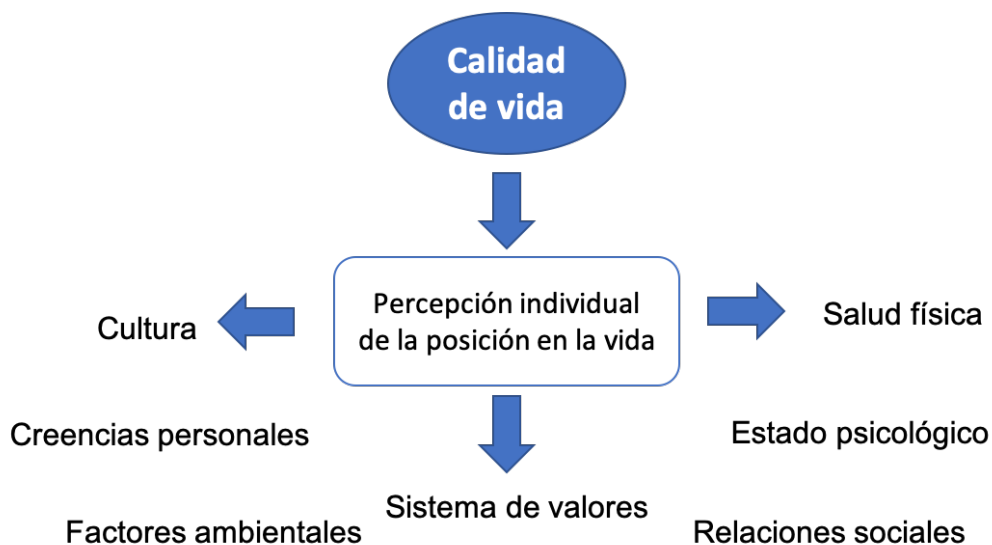 Calidad
de vida
Percepción individual
de la posición en la vida
Cultura
Salud física
Creencias personales
Estado psicológico
Sistema de valores
Factores ambientales
Relaciones sociales